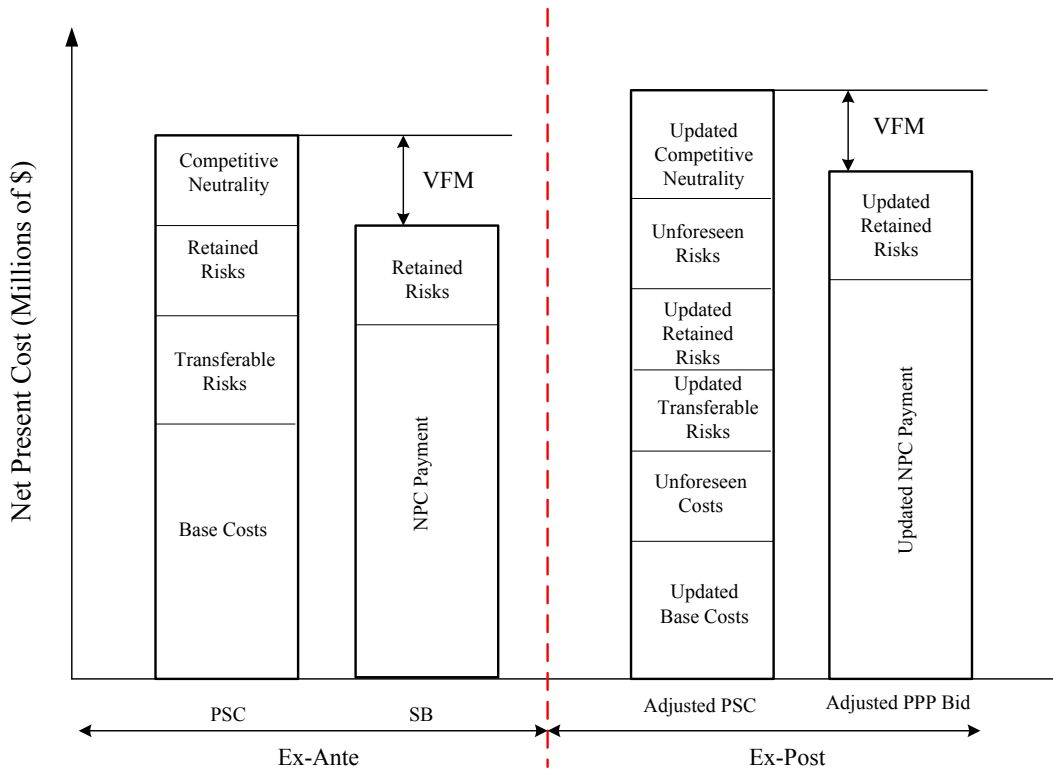 Net Present Cost (Millions of $)
Competitive
Neutrality
Retained
Risks
Transferable
Risks
Base Costs
VFM
Retained
Risks
NPC Payment
Updated
Competitive
Neutrality
Unforeseen
Risks
Updated
Retained
Risks
Updated
Transferable
Risks
Unforeseen
Costs
Updated
Base Costs
VFM
Updated
Retained
Risks
Updated NPC Payment
PSC
SB
Adjusted PSC
Adjusted PPP Bid
Ex-Ante
Ex-Post